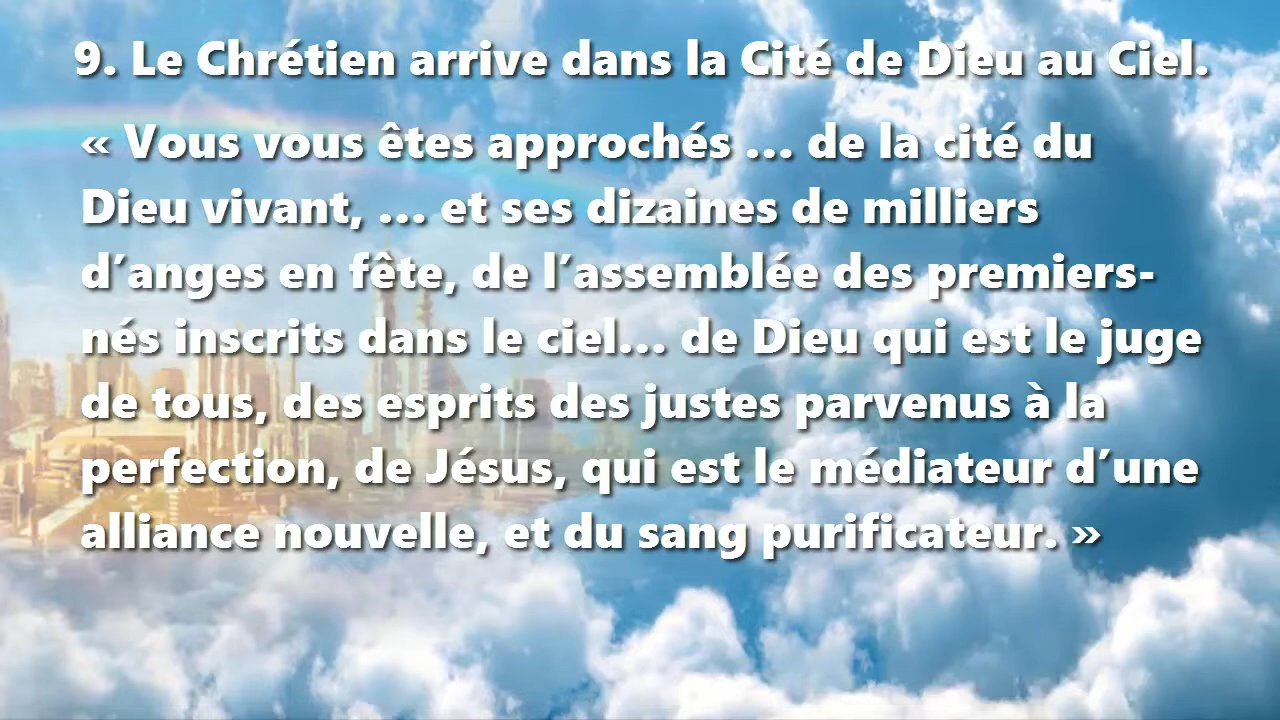 9. Le Chrétien arrive dans la Cité de Dieu au Ciel.
« Vous vous êtes approchés ... de la cité du
Dieu vivant, ... et ses dizaines de milliers
d’anges en fête, de l’assemblée des premiers-
nés inscrits dans le ciel... de Dieu qui est le juge
de tous, des esprits des justes parvenus à la
perfection, de Jésus, qui est le médiateur d’une
alliance nouvelle, et du sang purificateur. »